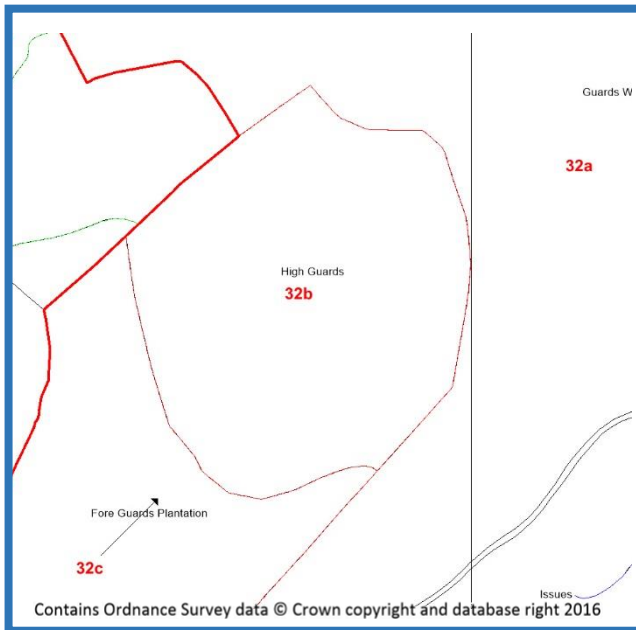 Guards W
32a
High Guards
32b
Fore Guards Plantation
32c
Issues
Contains Ordnance Survey data © Crown copyright and database right 2016